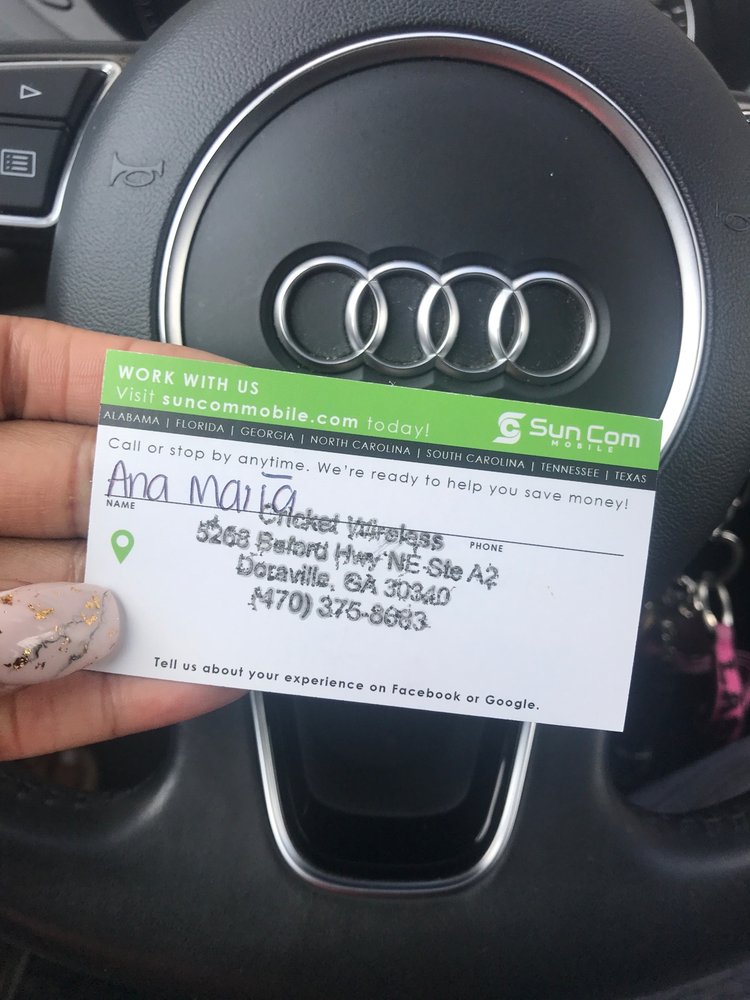 WORK WITH US
Visit suncommobile.com today!
Sun Com
MOBILE
ALABAMA | FLORIDA | GEORGIA | NORTH CAROLINA | SOUTH CAROLINA | TENNESSEE | TEXAS
Call or stop by anytime. We're ready to help you save money!
Ana María
NAME
PHONE
Cricket Wireless
5268 Buford Hwy NE-Ste A2
Doraville, GA 30340
(470) 375-8683
Tell us about your experience on Facebook or Google.